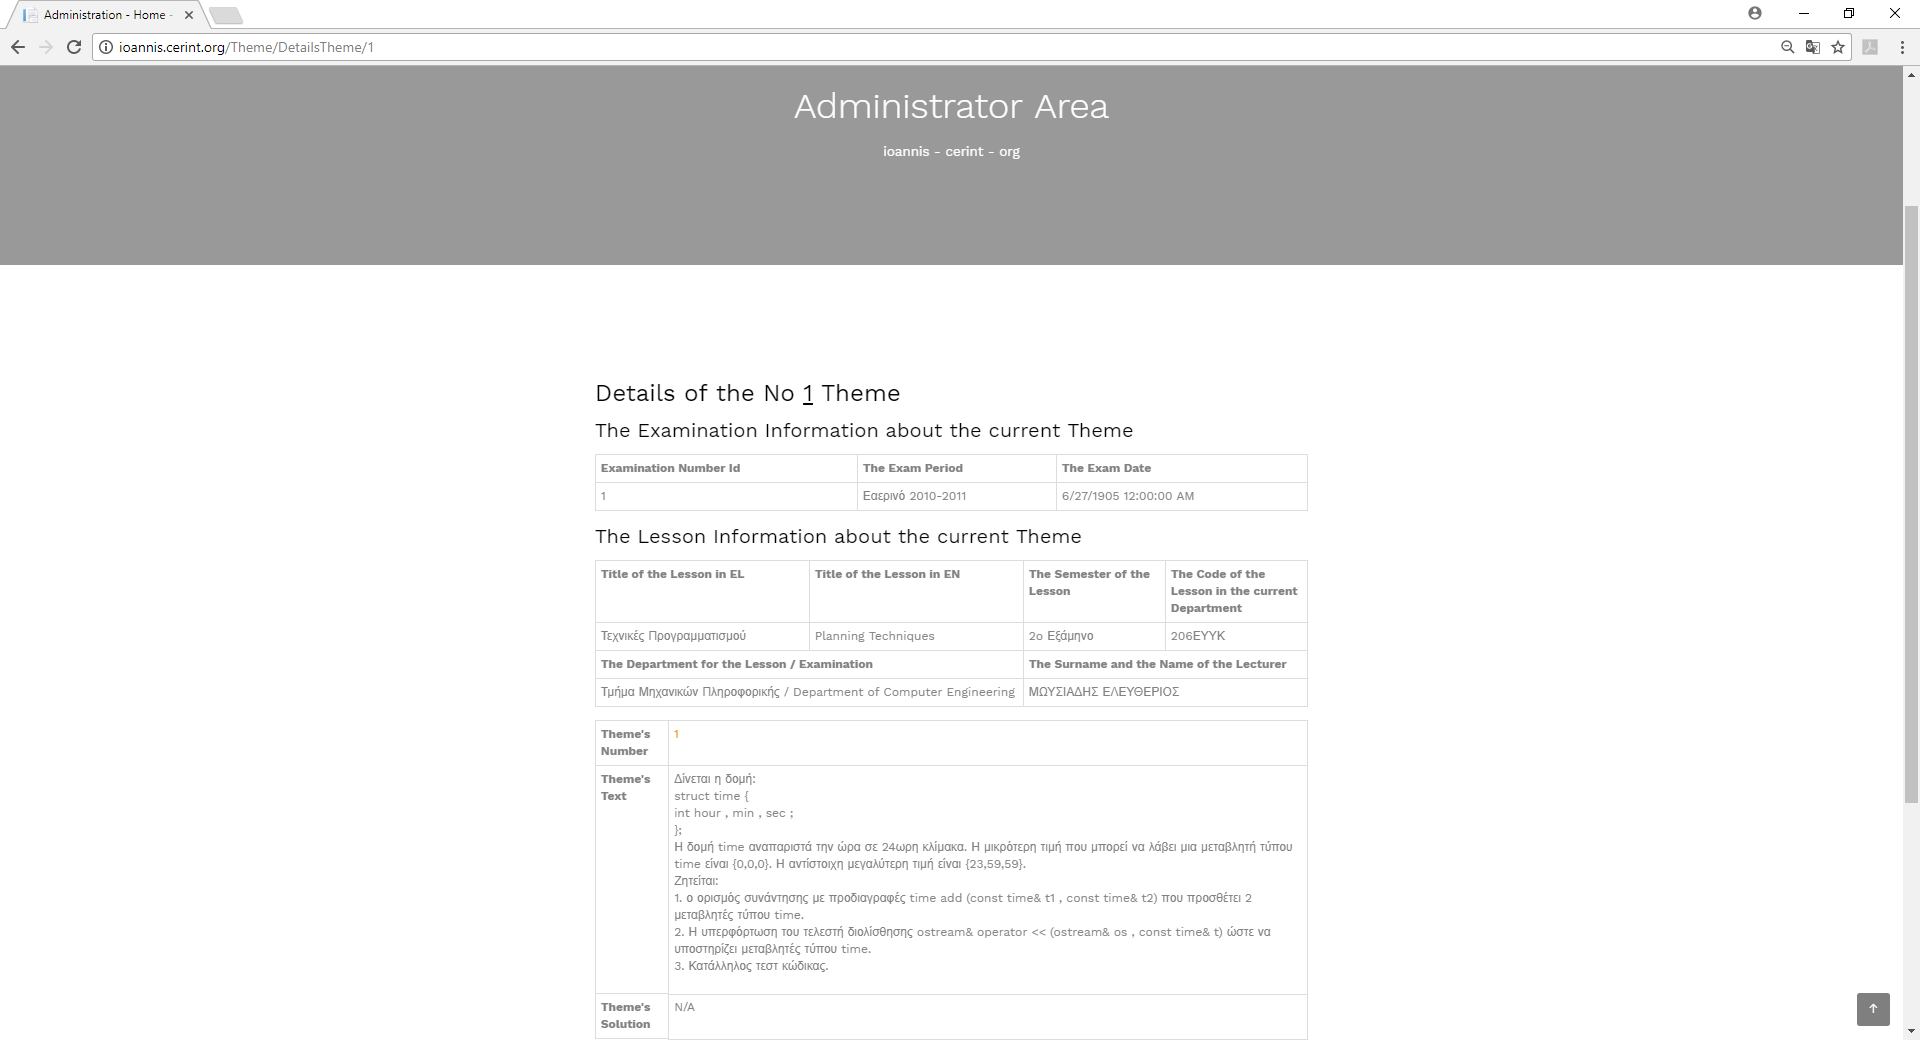 Administration - Home -
ioannis.cerint.org/Theme/DetailsTheme/1
Administrator Area
ioannis - cerint - org
Details of the No 1 Theme
The Examination Information about the current Theme
Examination Number Id The Exam Period The Exam Date
1 Εαερινό 2010-2011 6/27/1905 12:00:00 AM
The Lesson Information about the current Theme
Title of the Lesson in EL Title of the Lesson in EN The Semester of the Lesson The Code of the Lesson in the current Department
Τεχνικές Προγραμματισμού Planning Techniques 2ο Εξάμηνο 206ΕΥΥΚ
The Department for the Lesson / Examination The Surname and the Name of the Lecturer
Τμήμα Μηχανικών Πληροφορικής / Department of Computer Engineering ΜΩΥΣΙΑΔΗΣ ΕΛΕΥΘΕΡΙΟΣ
Theme's Number 1
Theme's Text
Δίνεται η δομή:
struct time {
int hour , min , sec ;
};
Η δομή time αναπαριστά την ώρα σε 24ωρη κλίμακα. Η μικρότερη τιμή που μπορεί να λάβει μια μεταβλητή τύπου
time είναι {0,0,0}. Η αντίστοιχη μεγαλύτερη τιμή είναι {23,59,59}.
Ζητείται:
1. ο ορισμός συνάντησης με προδιαγραφές time add (const time& t1 , const time& t2) που προσθέτει 2
μεταβλητές τύπου time.
2. Η υπερφόρτωση του τελεστή διολίσθησης ostream& operator << (ostream& os , const time& t) ώστε να
υποστηρίζει μεταβλητές τύπου time.
3. Κατάλληλος τεστ κώδικας.
Theme's Solution N/A